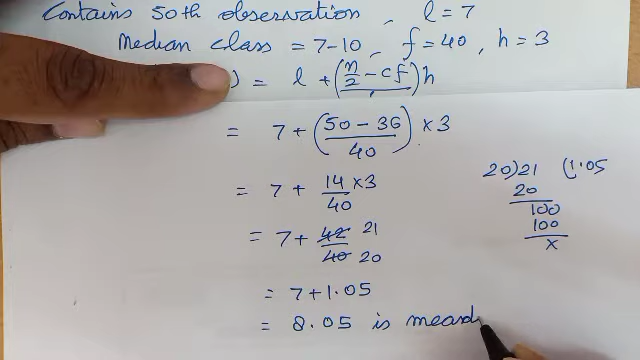 Contains 50th observation, l = 7
Median class = 7-10, f = 40, h = 3
) = l + (n/2 - cf / )h
= 7 + (50 - 36 / 40) × 3
= 7 + 14/40 × 3
= 7 + 42/40 21/20
= 7 + 1.05
= 8.05 is meand
20)21 (1.05
20
100
100
x